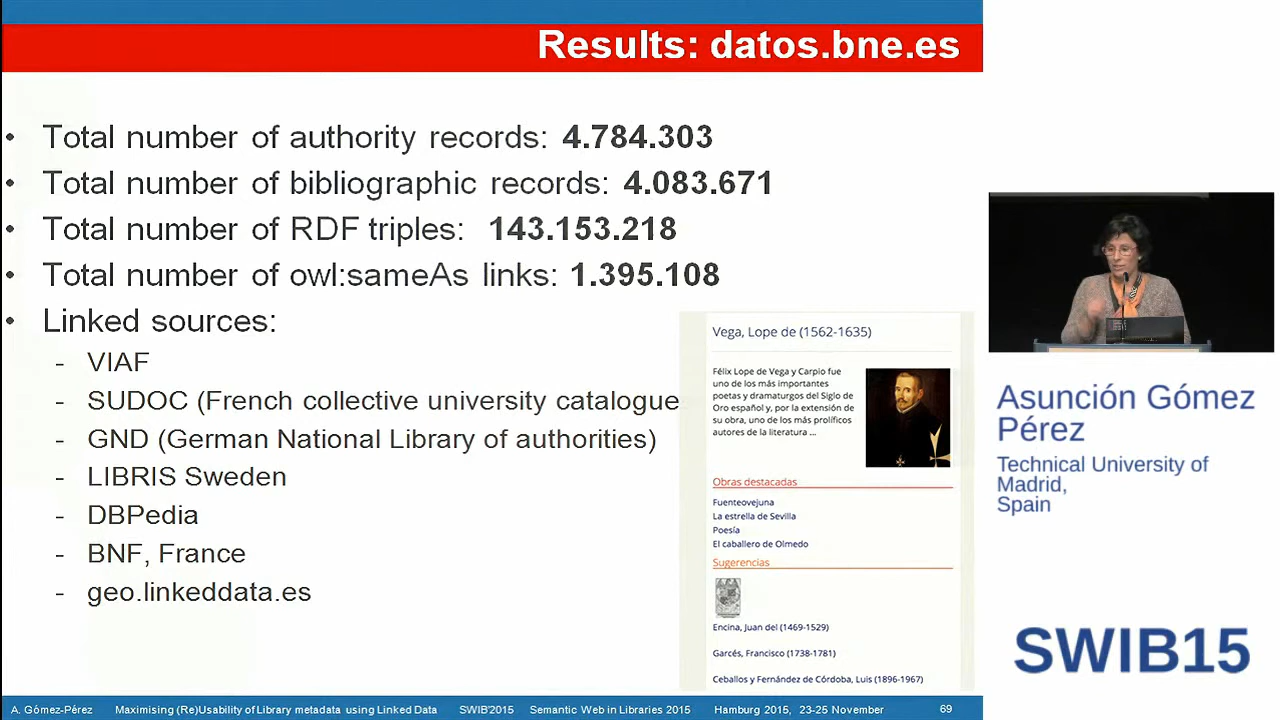 Results: datos.bne.es
• Total number of authority records: 4.784.303
• Total number of bibliographic records: 4.083.671
• Total number of RDF triples: 143.153.218
• Total number of owl:sameAs links: 1.395.108
• Linked sources:
- VIAF
- SUDOC (French collective university catalogue
- GND (German National Library of authorities)
- LIBRIS Sweden
- DBPedia
- BNF, France
- geo.linkeddata.es
Vega, Lope de (1562-1635)
Félix Lope de Vega y Carpio fue
uno de los más importantes
poetas y dramaturgos del Siglo de
Oro español y, por la extensión de
su obra, uno de los más prolíficos
autores de la literatura ...
Obras destacadas
Fuenteovejuna
La estrella de Sevilla
Poesía
El caballero de Olmedo
Sugerencias
Encina, Juan del (1469-1529)
Garcés, Francisco (1738-1781)
Ceballos y Fernández de Córdoba, Luis (1896-1967)
Asunción Gómez
Pérez
Technical University of
Madrid,
Spain
SWIB15
A. Gómez-Pérez Maximising (Re)Usability of Library metadata using Linked Data SWIB'2015 Semantic Web in Libraries 2015 Hamburg 2015, 23-25 November 69